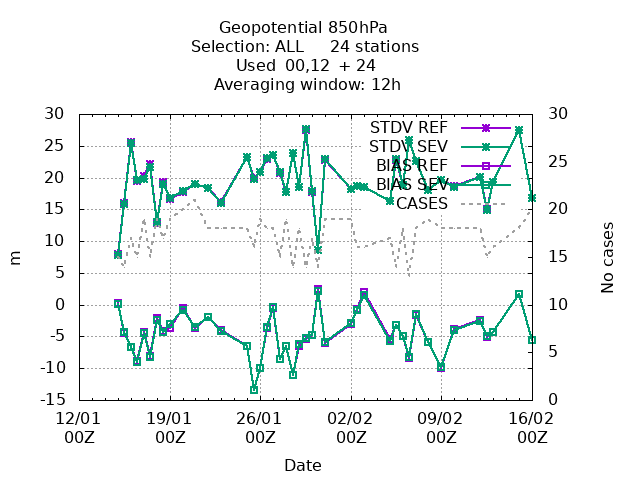 Geopotential 850hPa
Selection: ALL 24 stations
Used 00,12 + 24
Averaging window: 12h
30 30
STDV REF
25 STDV SEV 25
BIAS REF
20 BIAS SEV
CASES 20
15
10 15
5
0 10
-5 5
-10
-15 0
12/01 19/01 26/01 02/02 09/02 16/02
00Z 00Z 00Z 00Z 00Z 00Z
Date
m
No cases